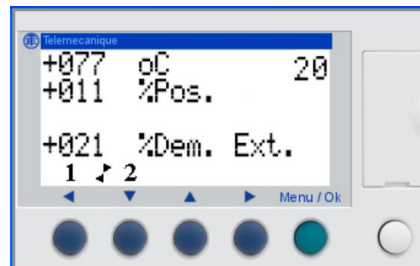 Telemecanique
+077 oC 20
+011 %Pos.
+021 %Dem. Ext.
1 2
Menu / Ok